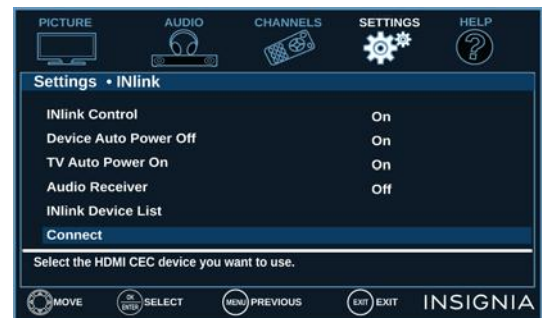 PICTURE AUDIO CHANNELS SETTINGS HELP
?
Settings • INlink
INlink Control On
Device Auto Power Off On
TV Auto Power On On
Audio Receiver Off
INlink Device List
Connect
Select the HDMI CEC device you want to use.
MOVE OK ENTER SELECT MENU PREVIOUS EXIT EXIT INSIGNIA